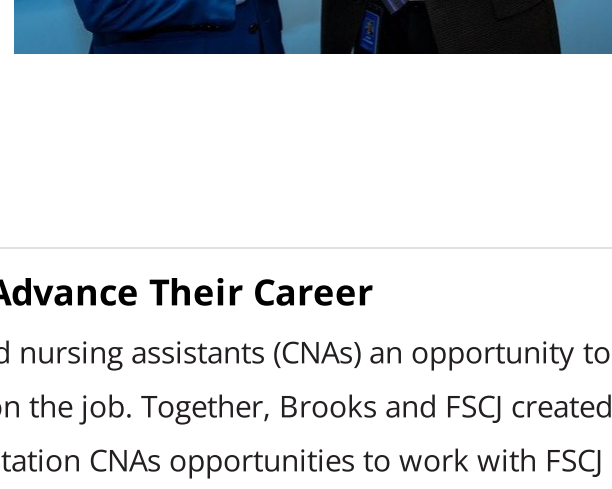 Advance Their Career
d nursing assistants (CNAs) an opportunity to
on the job. Together, Brooks and FSCJ created
tation CNAs opportunities to work with FSCJ